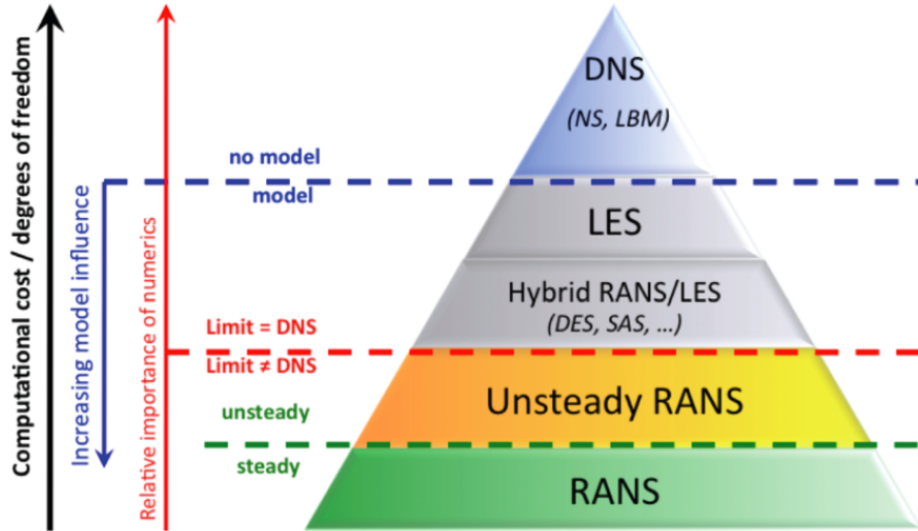 Computational cost / degrees of freedom
Increasing model influence
Relative importance of numerics
DNS
(NS, LBM)
no model
model
LES
Hybrid RANS/LES
(DES, SAS, ...)
Limit = DNS
Limit ≠ DNS
Unsteady RANS
unsteady
steady
RANS